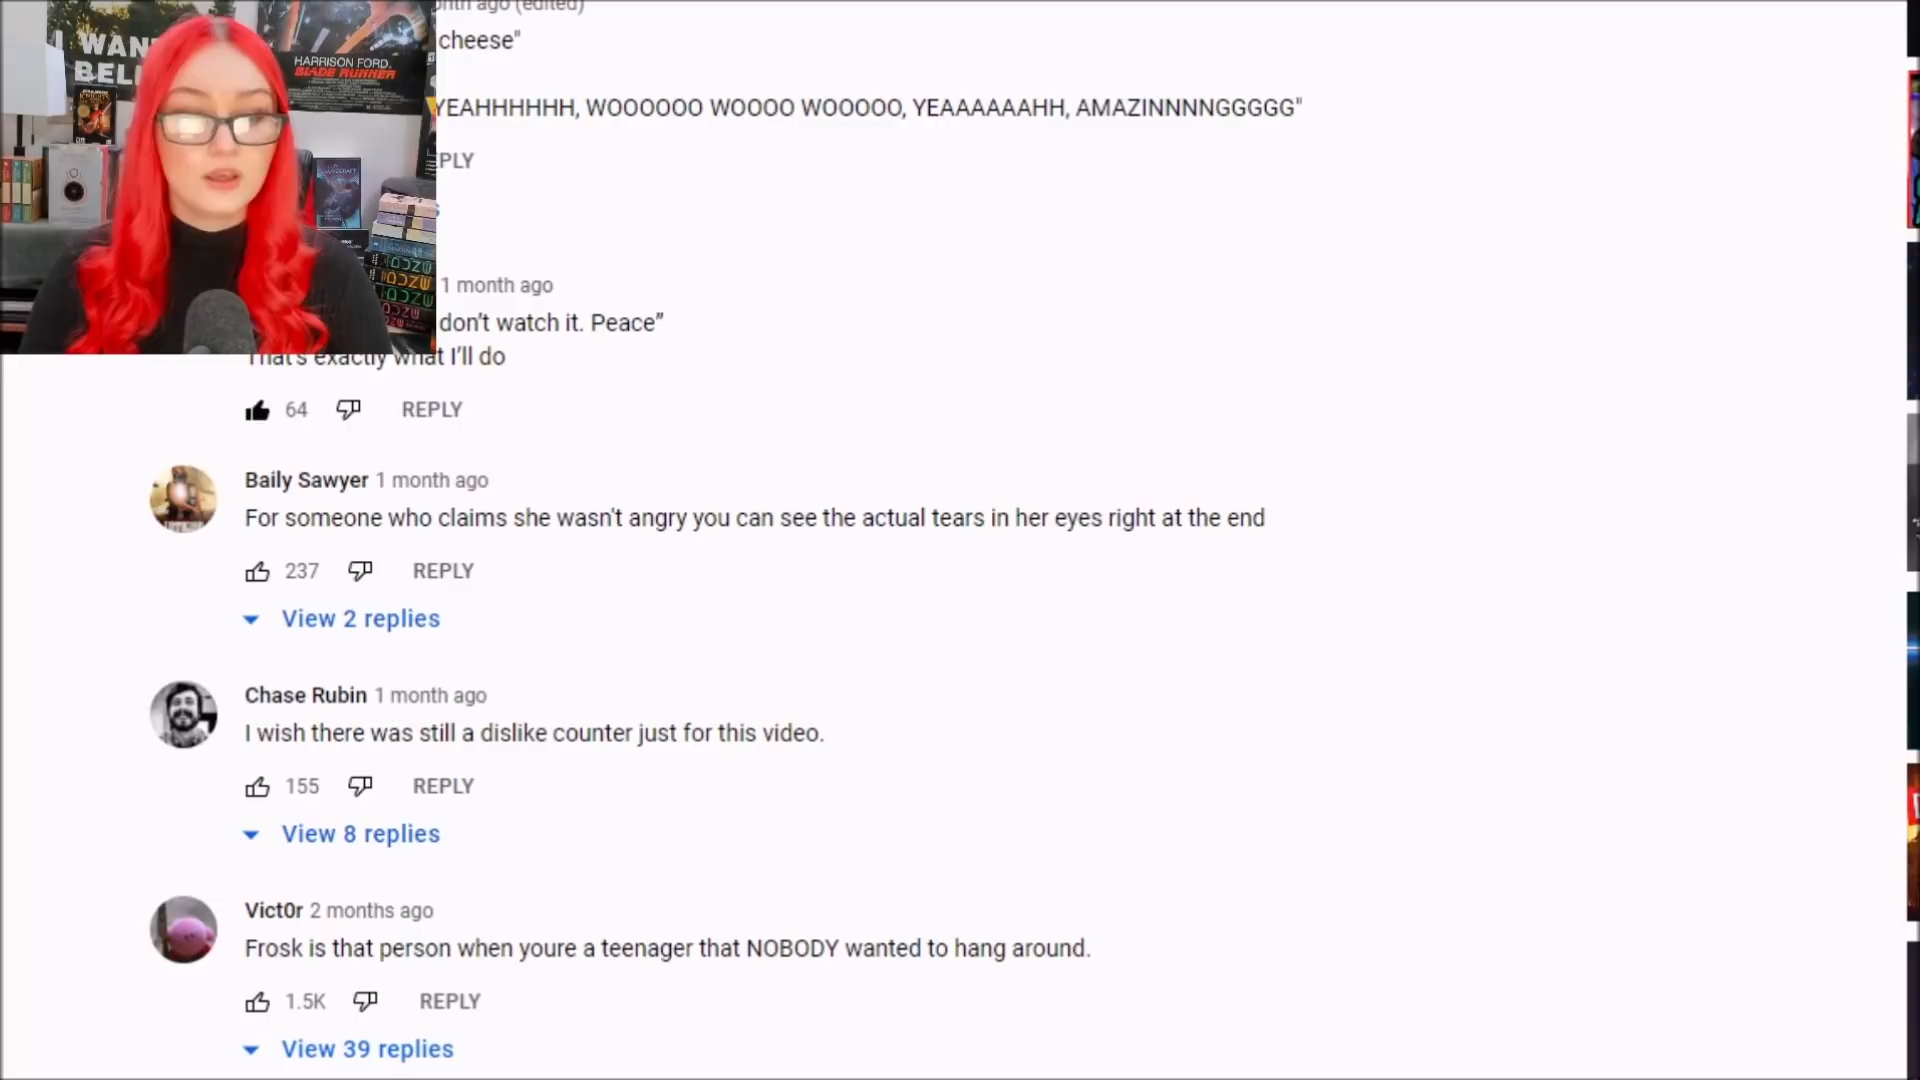 I WANT
BELI
HARRISON FORD.
BLADE RUNNER
month ago (edited)
cheese"
YEAHHHHHH, WOOOOOO WOOOO WOOOOO, YEAAAAAAHH, AMAZINNNNGGGGG"
EPLY
1 month ago
don't watch it. Peace”
That's exactly what I'll do
64 REPLY
Baily Sawyer 1 month ago
For someone who claims she wasn't angry you can see the actual tears in her eyes right at the end
237 REPLY
View 2 replies
Chase Rubin 1 month ago
I wish there was still a dislike counter just for this video.
155 REPLY
View 8 replies
Vict0r 2 months ago
Frosk is that person when youre a teenager that NOBODY wanted to hang around.
1.5K REPLY
View 39 replies